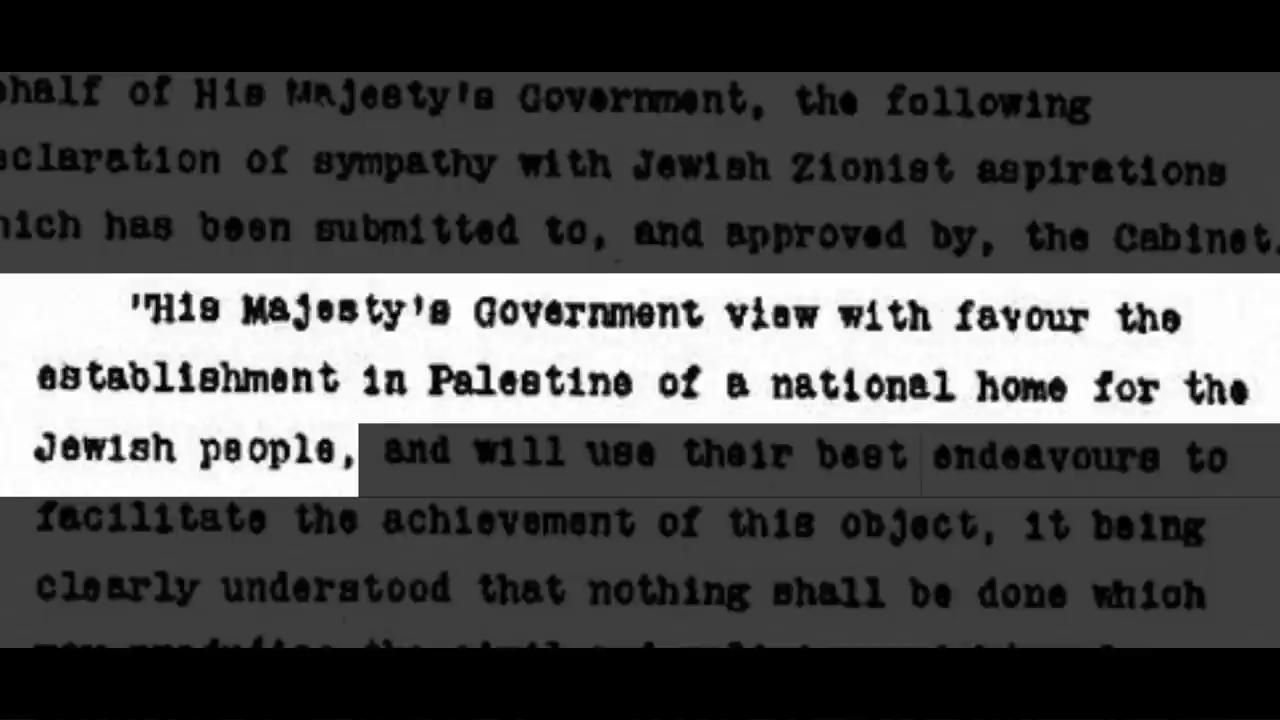 ehalf of His Majesty's Government, the following
eclaration of sympathy with Jewish Zionist aspirations
hich has been submitted to, and approved by, the Cabinet.
"His Majesty's Government view with favour the
establishment in Palestine of a national home for the
Jewish people, and will use their best endeavours to
facilitate the achievement of this object, it being
clearly understood that nothing shall be done which